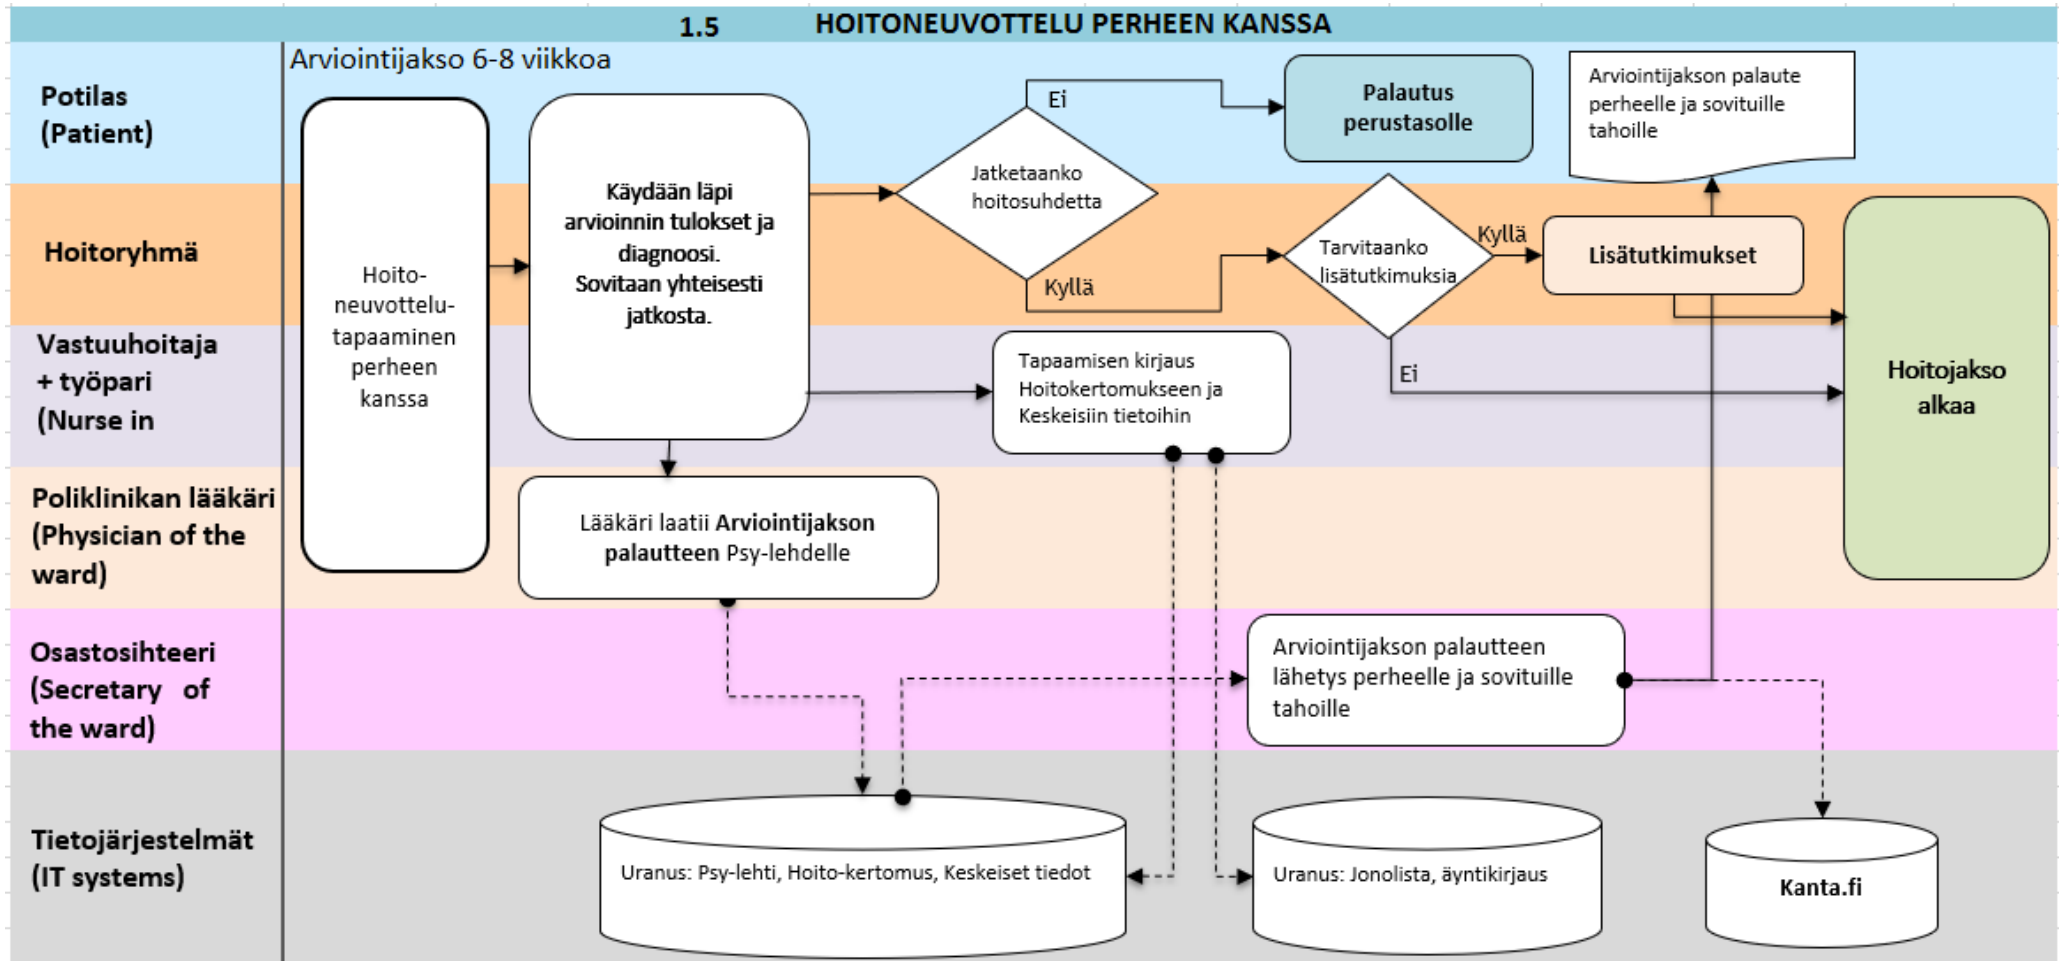 1.5 HOITONEUVOTTELU PERHEEN KANSSA
Arviointijakso 6-8 viikkoa
Potilas
(Patient)
Hoitoryhmä
Vastuuhoitaja
+ työpari
(Nurse in
Poliklinikan lääkäri
(Physician of the
ward)
Osastosihteeri
(Secretary of
the ward)
Tietojärjestelmät
(IT systems)
Hoito-
neuvottelu-
tapaaminen
perheen
kanssa
Käydään läpi
arvioinnin tulokset ja
diagnoosi.
Sovitaan yhteisesti
jatkosta.
Jatketaanko
hoitosuhdetta
Ei
Kyllä
Palautus
perustasolle
Tarvitaanko
lisätutkimuksia
Kyllä
Ei
Lisätutkimukset
Arviointijakson palaute
perheelle ja sovituille
tahoille
Hoitojakso
alkaa
Tapaamisen kirjaus
Hoitokertomukseen ja
Keskeisiin tietoihin
Lääkäri laatii Arviointijakson
palautteen Psy-lehdelle
Arviointijakson palautteen
lähetys perheelle ja sovituille
tahoille
Uranus: Psy-lehti, Hoito-kertomus, Keskeiset tiedot
Uranus: Jonolista, äyntikirjaus
Kanta.fi